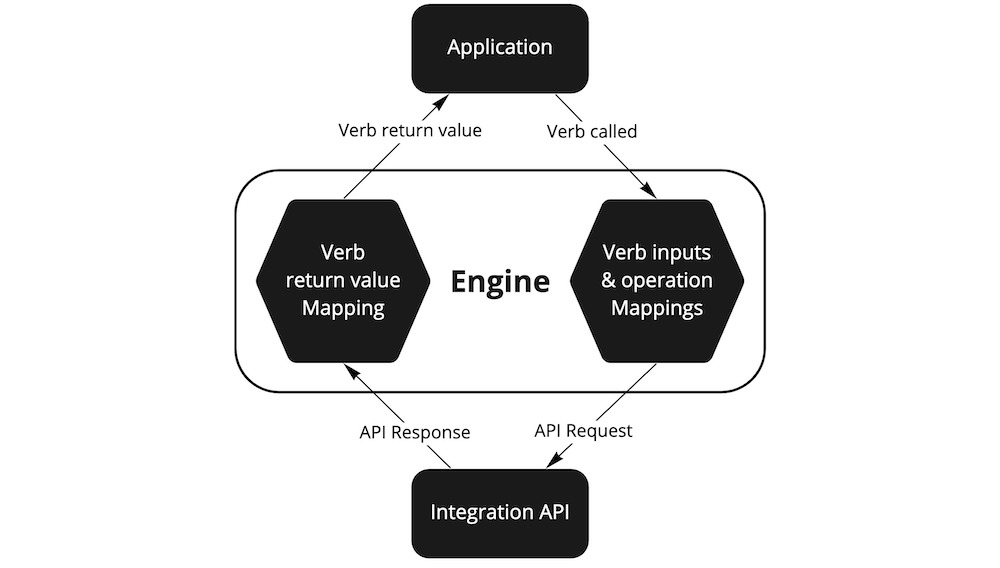 Application
Verb return value
Verb called
Verb
return value
Mapping
Engine
Verb inputs
& operation
Mappings
API Response
API Request
Integration API